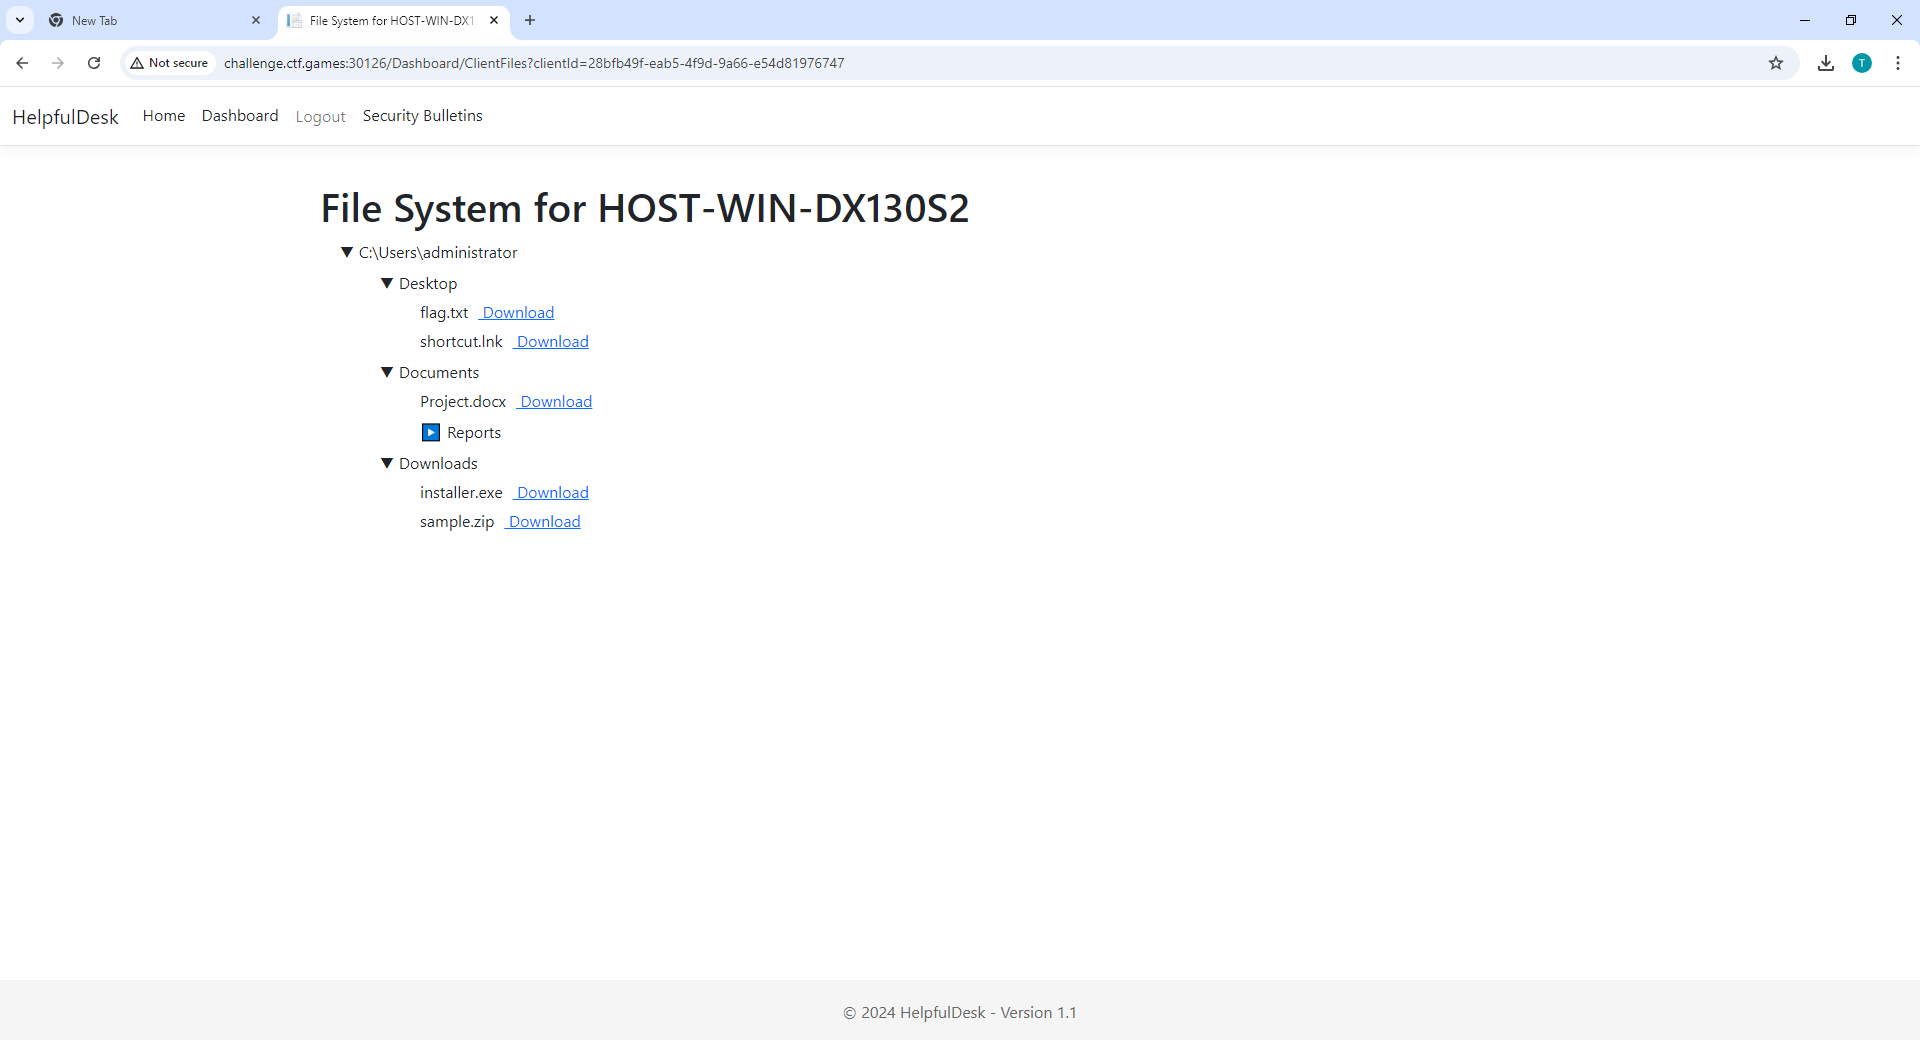 New Tab
File System for HOST-WIN-DX1
Not secure
challenge.ctf.games:30126/Dashboard/ClientFiles?clientId=28bfb49f-eab5-4f9d-9a66-e54d81976747
T
HelpfulDesk Home Dashboard Logout Security Bulletins
File System for HOST-WIN-DX130S2
▼ C:\Users\administrator
▼ Desktop
flag.txt Download
shortcut.lnk Download
▼ Documents
Project.docx Download
▶ Reports
▼ Downloads
installer.exe Download
sample.zip Download
© 2024 HelpfulDesk - Version 1.1